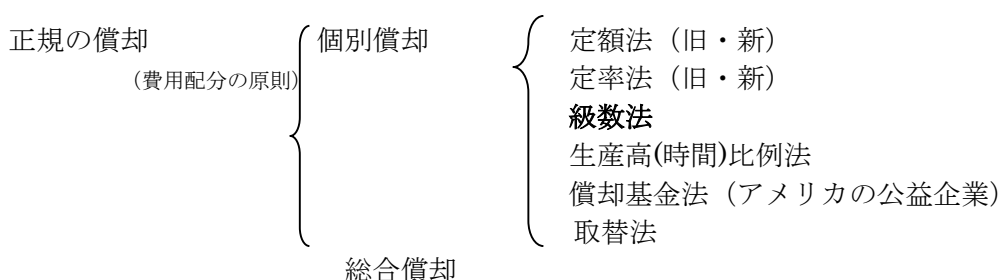 正規の償却 個別償却 定額法（旧・新）
（費用配分の原則） 定率法（旧・新）
級数法
生産高(時間)比例法
償却基金法（アメリカの公益企業）
取替法
総合償却